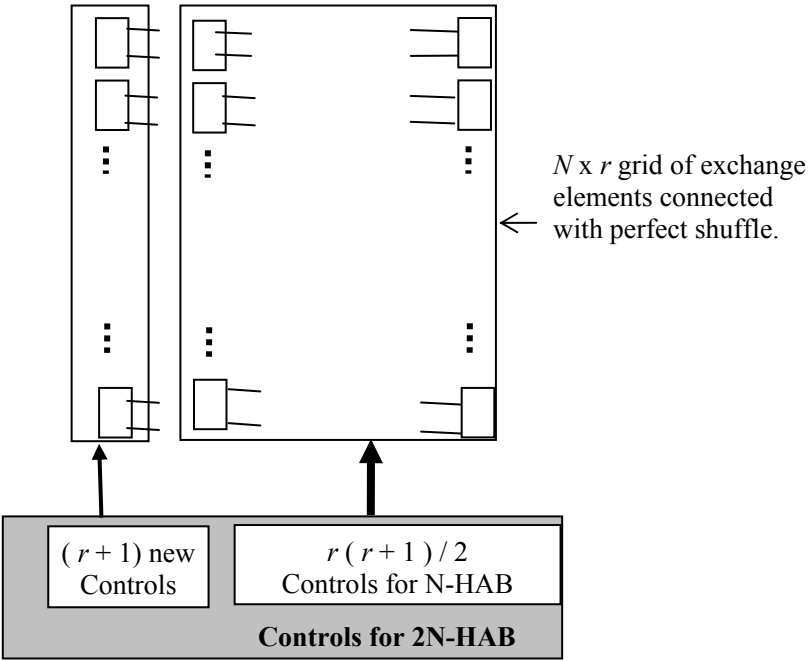 N x r grid of exchange
elements connected
with perfect shuffle.
( r + 1) new
Controls
r ( r + 1 ) / 2
Controls for N-HAB
Controls for 2N-HAB